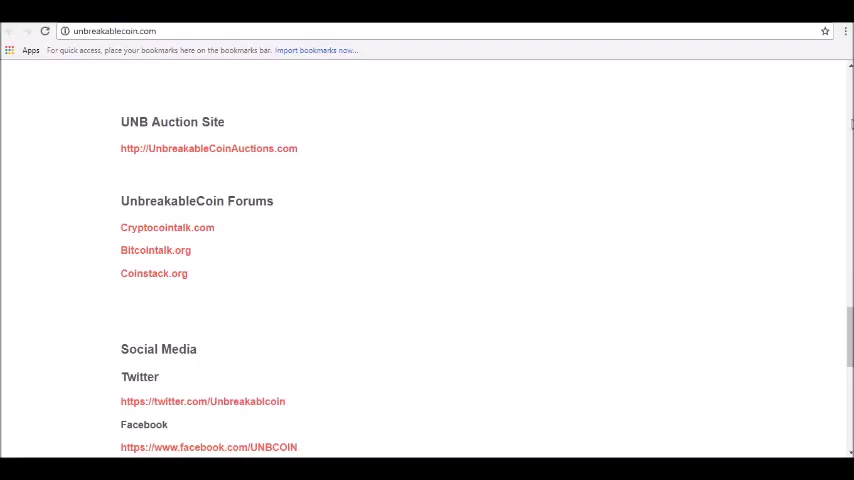 unbreakablecoin.com
Apps For quick access, place your bookmarks here on the bookmarks bar. Import bookmarks now...
UNB Auction Site
http://UnbreakableCoinAuctions.com
UnbreakableCoin Forums
Cryptocointalk.com
Bitcointalk.org
Coinstack.org
Social Media
Twitter
https://twitter.com/Unbreakablcoin
Facebook
https://www.facebook.com/UNBCOIN